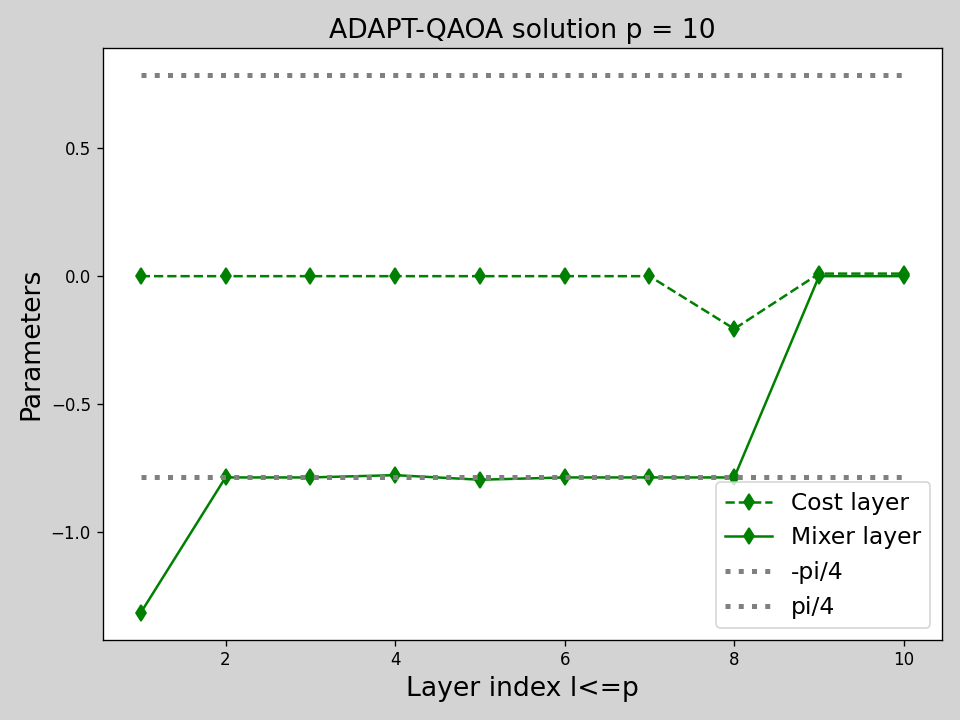 ADAPT-QAOA solution p = 10
Parameters
0.5
0.0
−0.5
−1.0
Cost layer
Mixer layer
-pi/4
pi/4
2 4 6 8 10
Layer index l<=p